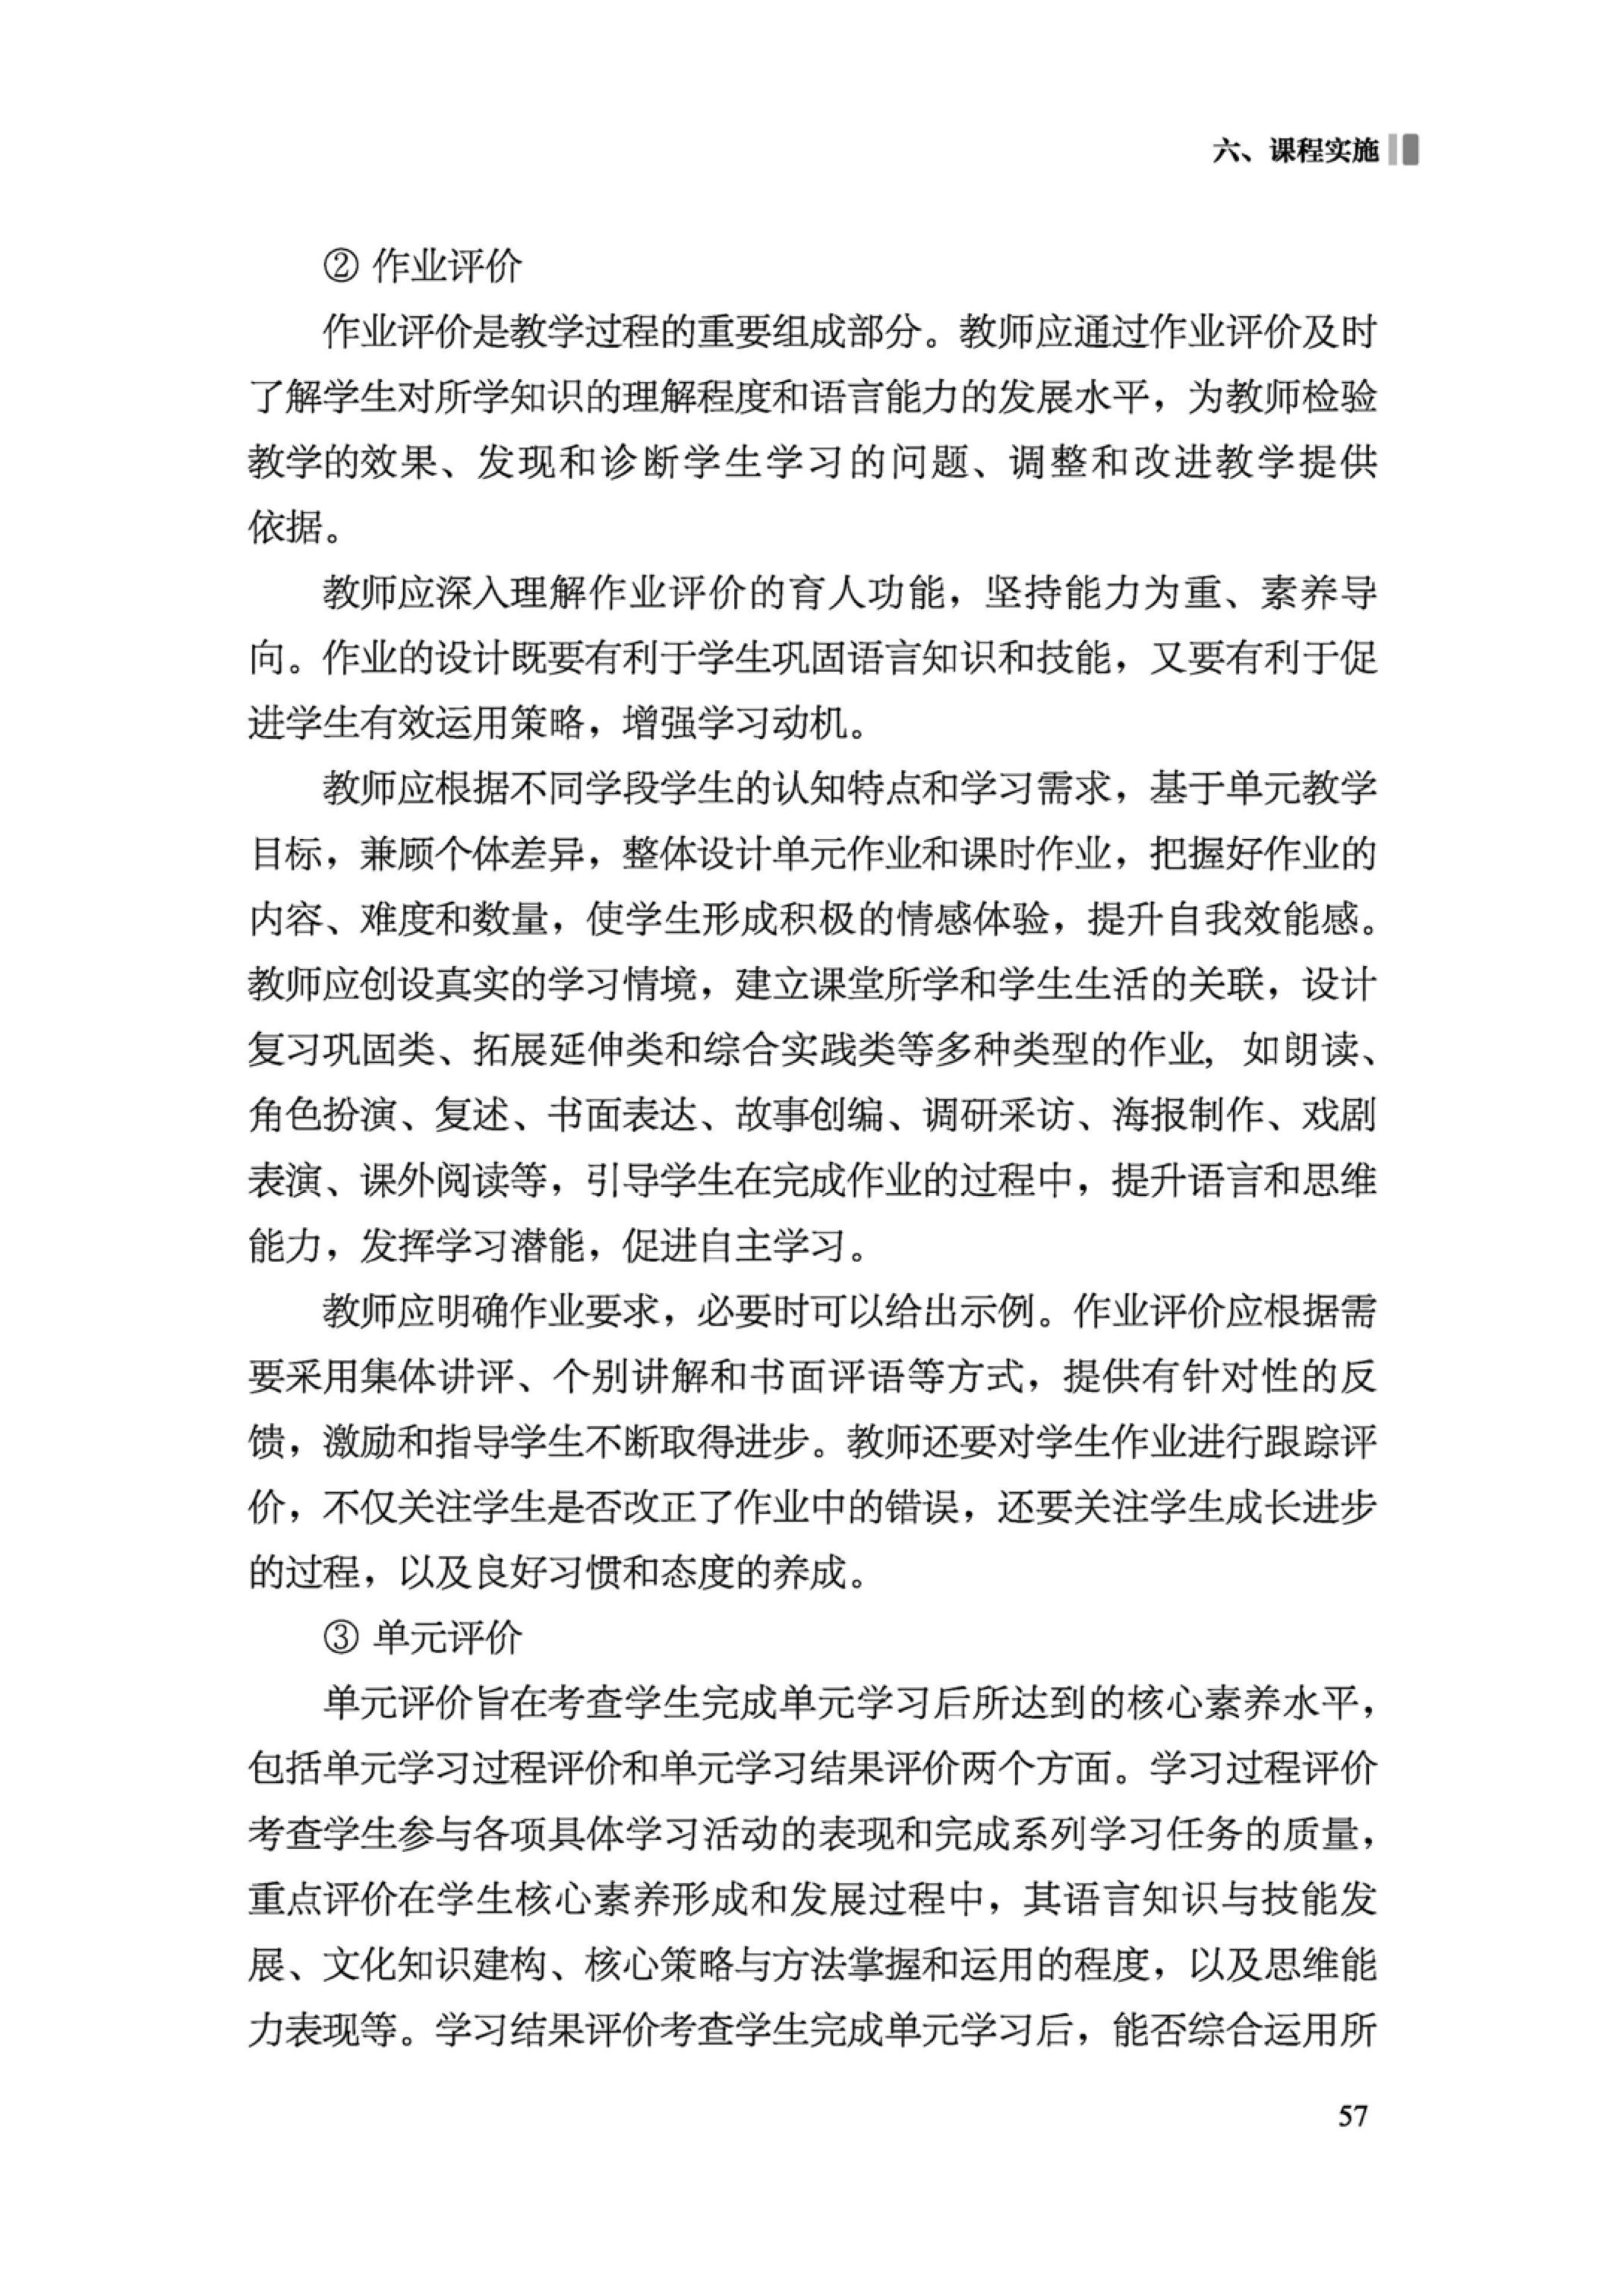 六、课程实施
② 作业评价
作业评价是教学过程的重要组成部分。教师应通过作业评价及时
了解学生对所学知识的理解程度和语言能力的发展水平，为教师检验
教学的效果、发现和诊断学生学习的问题、调整和改进教学提供
依据。
教师应深入理解作业评价的育人功能，坚持能力为重、素养导
向。作业的设计既要有利于学生巩固语言知识和技能，又要有利于促
进学生有效运用策略，增强学习动机。
教师应根据不同学段学生的认知特点和学习需求，基于单元教学
目标，兼顾个体差异，整体设计单元作业和课时作业，把握好作业的
内容、难度和数量，使学生形成积极的情感体验，提升自我效能感。
教师应创设真实的学习情境，建立课堂所学和学生生活的关联，设计
复习巩固类、拓展延伸类和综合实践类等多种类型的作业，如朗读、
角色扮演、复述、书面表达、故事创编、调研采访、海报制作、戏剧
表演、课外阅读等，引导学生在完成作业的过程中，提升语言和思维
能力，发挥学习潜能，促进自主学习。
教师应明确作业要求，必要时可以给出示例。作业评价应根据需
要采用集体讲评、个别讲解和书面评语等方式，提供有针对性的反
馈，激励和指导学生不断取得进步。教师还要对学生作业进行跟踪评
价，不仅关注学生是否改正了作业中的错误，还要关注学生成长进步
的过程，以及良好习惯和态度的养成。
③ 单元评价
单元评价旨在考查学生完成单元学习后所达到的核心素养水平，
包括单元学习过程评价和单元学习结果评价两个方面。学习过程评价
考查学生参与各项具体学习活动的表现和完成系列学习任务的质量，
重点评价在学生核心素养形成和发展过程中，其语言知识与技能发
展、文化知识建构、核心策略与方法掌握和运用的程度，以及思维能
力表现等。学习结果评价考查学生完成单元学习后，能否综合运用所
57